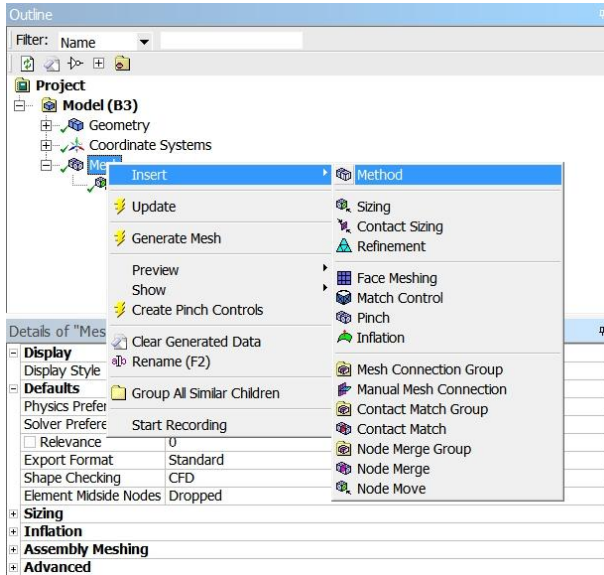 Outline
Filter: Name
Project
Model (B3)
Geometry
Coordinate Systems
Insert
Method
Update
Generate Mesh
Preview
Show
Create Pinch Controls
Clear Generated Data
Rename (F2)
Group All Similar Children
Start Recording
Sizing
Contact Sizing
Refinement
Face Meshing
Match Control
Pinch
Inflation
Mesh Connection Group
Manual Mesh Connection
Contact Match Group
Contact Match
Node Merge Group
Node Merge
Node Move
Details of "Mes
Display
Display Style
Defaults
Physics Prefer
Solver Prefere
Relevance 0
Export Format Standard
Shape Checking CFD
Element Midside Nodes Dropped
Sizing
Inflation
Assembly Meshing
Advanced